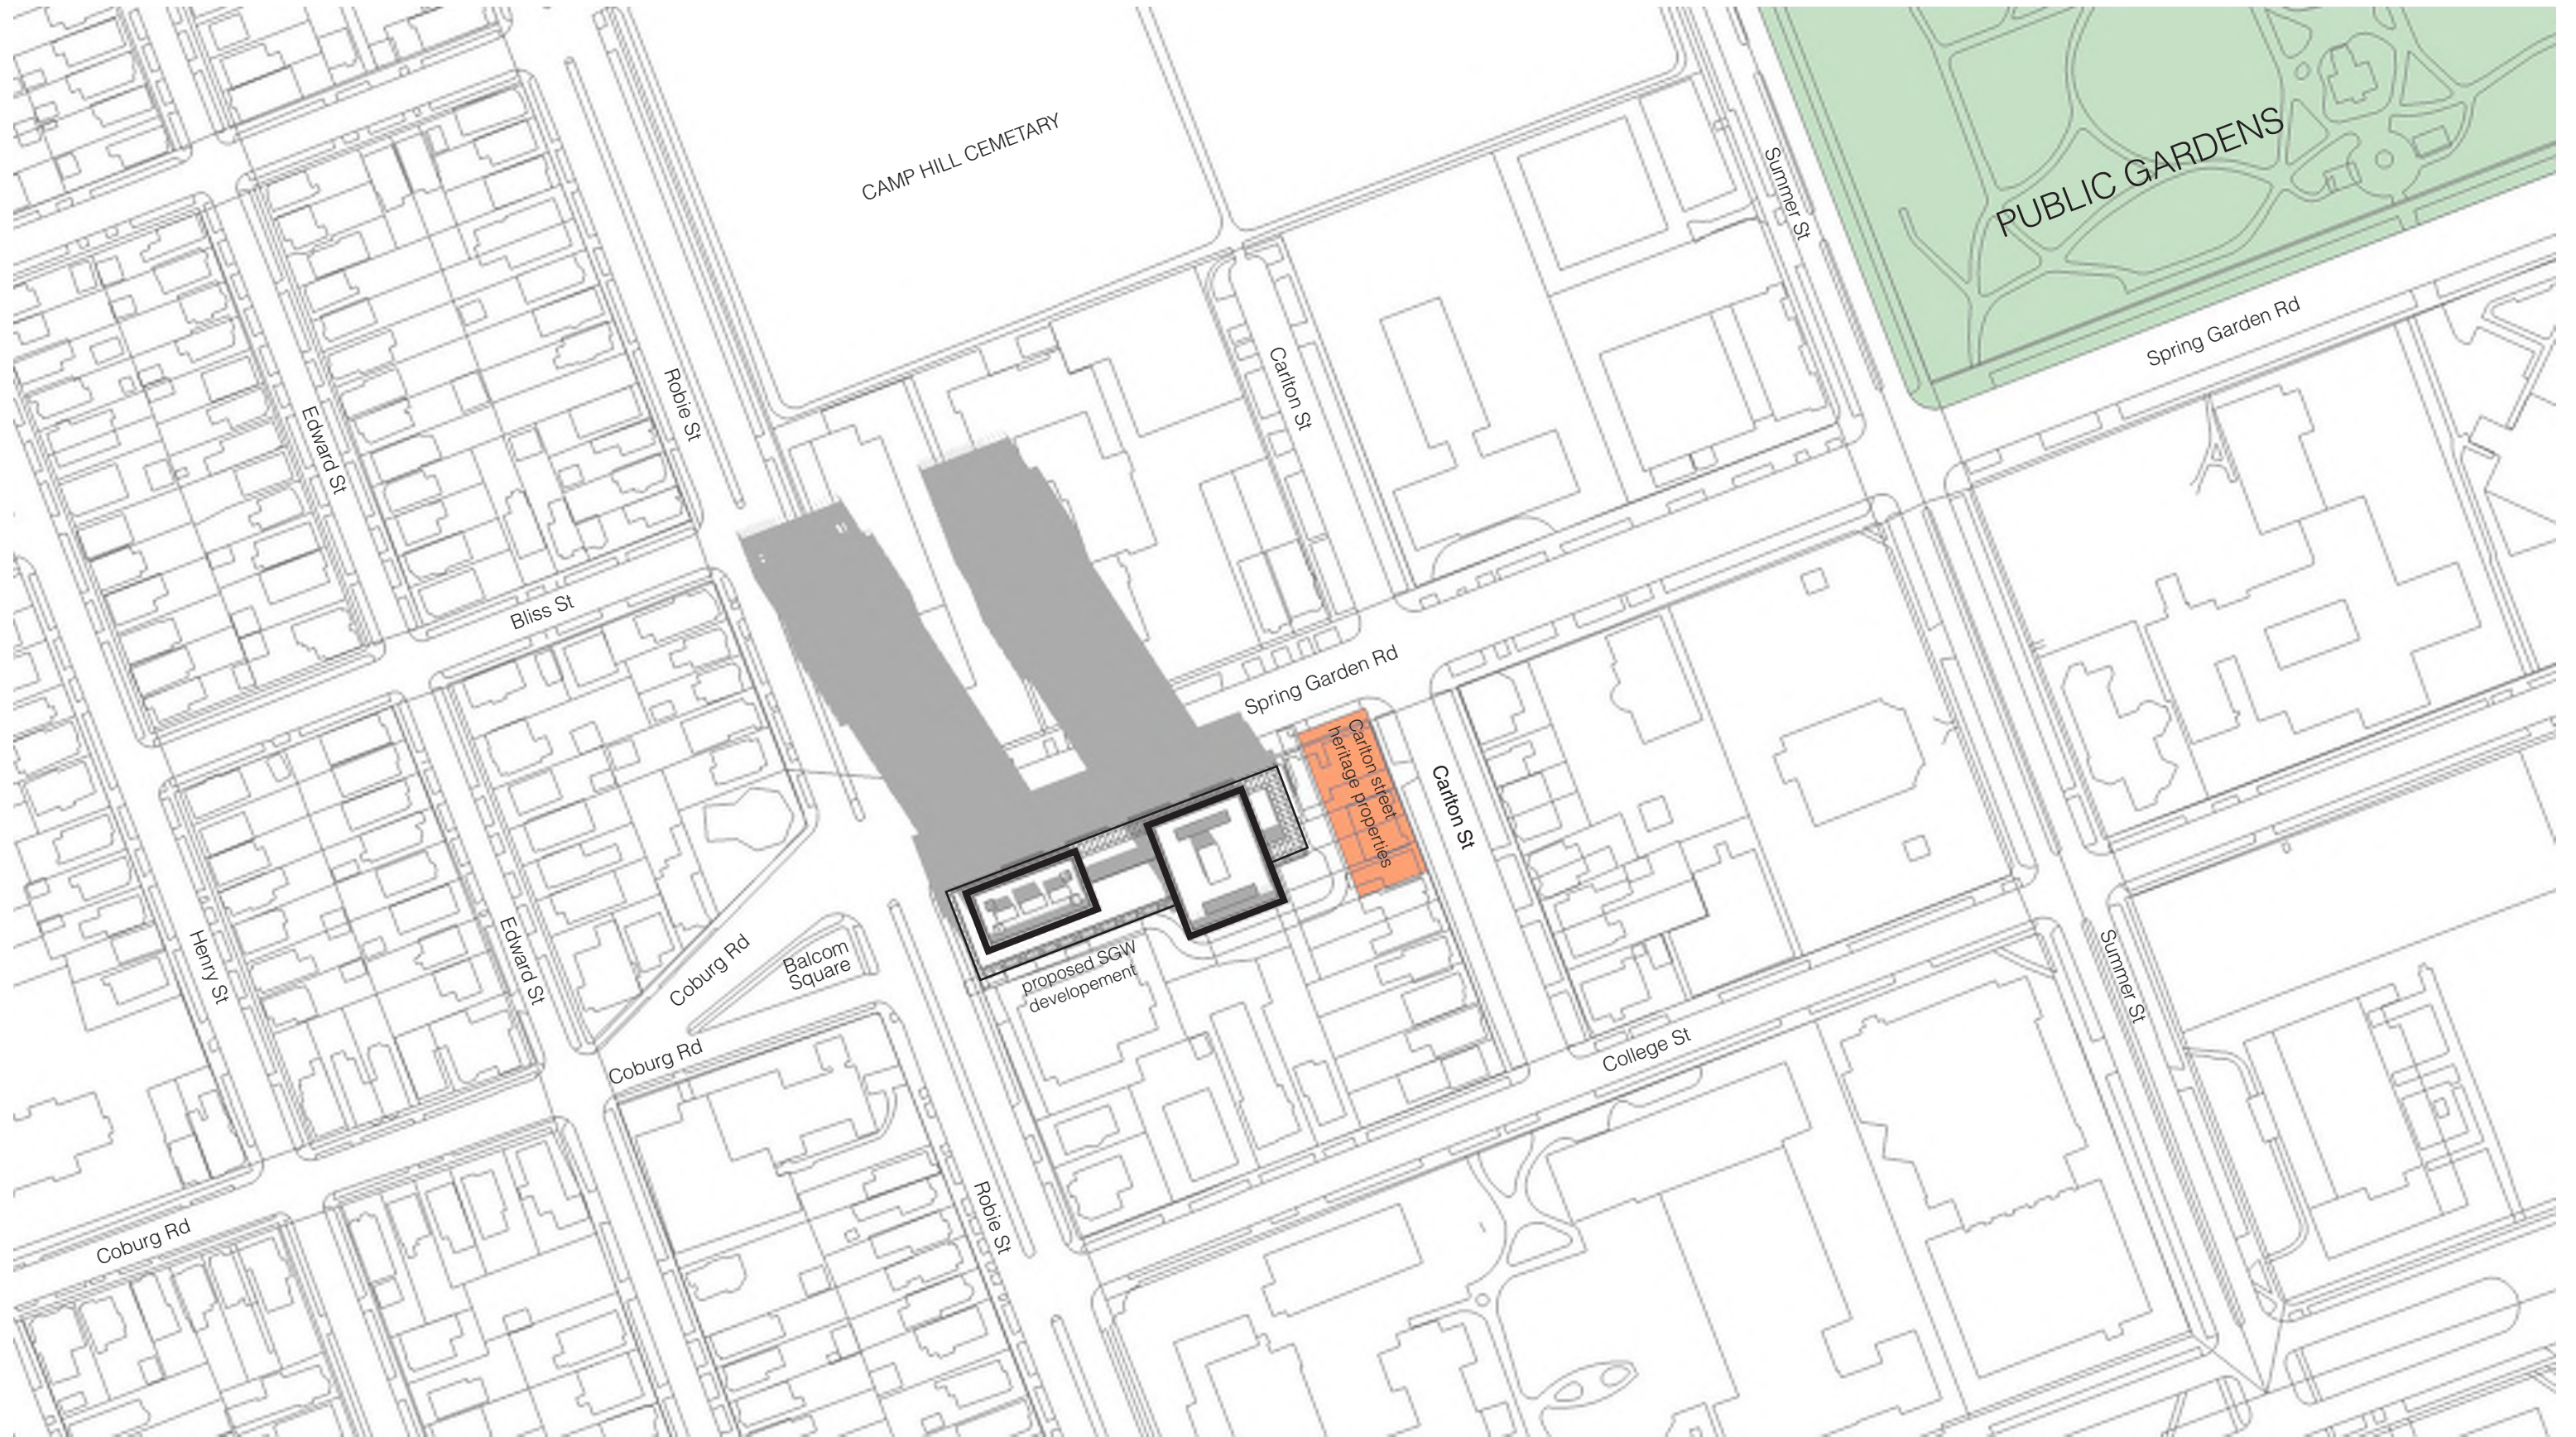 CAMP HILL CEMETARY
PUBLIC GARDENS
Summer St
Spring Garden Rd
Carlton St
Robie St
Edward St
Bliss St
Spring Garden Rd
Carlton street
heritage properties
Carlton St
Henry St
Edward St
Coburg Rd
Balcom
Square
proposed SGW
developement
Summer St
College St
Coburg Rd
Robie St
Coburg Rd